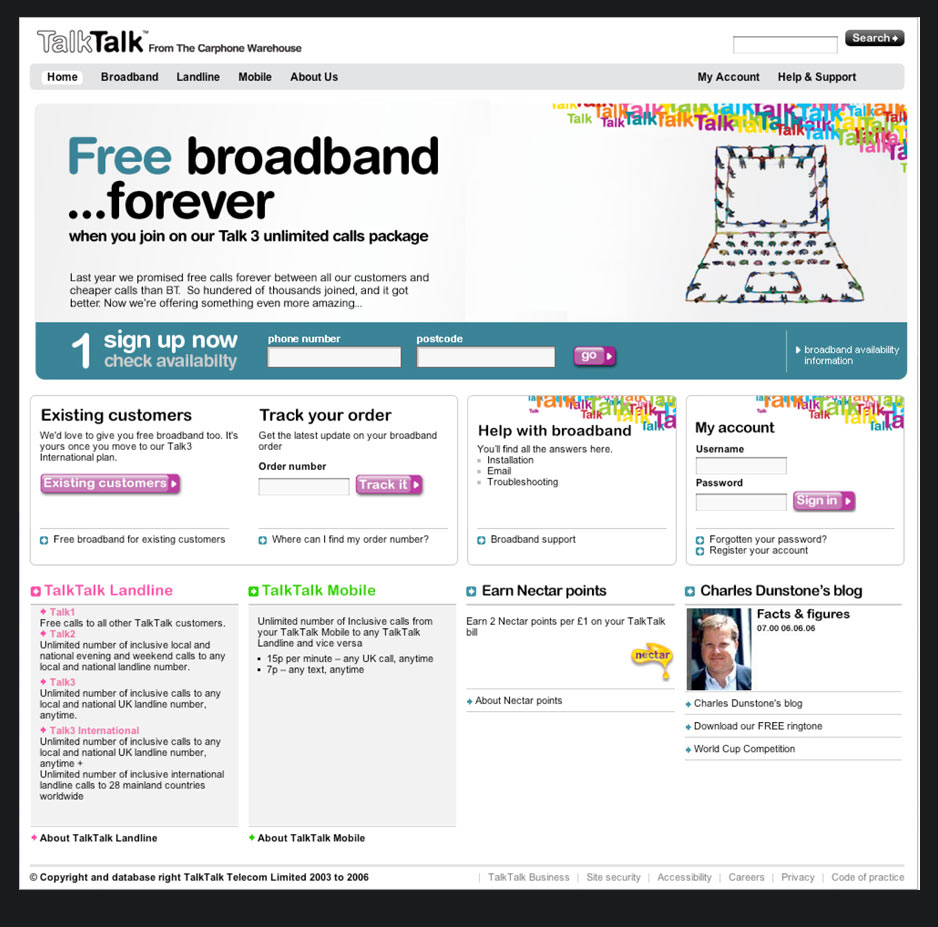 TalkTalk™ From The Carphone Warehouse
Search
Home Broadband Landline Mobile About Us My Account Help & Support
Free broadband
...forever
when you join on our Talk 3 unlimited calls package
Last year we promised free calls forever between all our customers and
cheaper calls than BT. So hundered of thousands joined, and it got
better. Now we're offering something even more amazing...
1 sign up now
check availabilty
phone number
postcode
go
broadband availability
information
Existing customers
We'd love to give you free broadband too. It's
yours once you move to our Talk3
International plan.
Existing customers
Free broadband for existing customers
Track your order
Get the latest update on your broadband
order
Order number
Track it
Where can I find my order number?
Help with broadband
You'll find all the answers here.
Installation
Email
Troubleshooting
Broadband support
My account
Username
Password
Sign in
Forgotten your password?
Register your account
TalkTalk Landline
Talk1
Free calls to all other TalkTalk customers.
Talk2
Unlimited number of inclusive local and
national evening and weekend calls to any
local and national landline number.
Talk3
Unlimited number of inclusive calls to any
local and national UK landline number,
anytime.
Talk3 International
Unlimited number of inclusive calls to any
local and national UK landline number,
anytime +
Unlimited number of inclusive international
landline calls to 28 mainland countries
worldwide
About TalkTalk Landline
TalkTalk Mobile
Unlimited number of Inclusive calls from
your TalkTalk Mobile to any TalkTalk
Landline and vice versa
15p per minute – any UK call, anytime
7p – any text, anytime
About TalkTalk Mobile
Earn Nectar points
Earn 2 Nectar points per £1 on your TalkTalk
bill
nectar
About Nectar points
Charles Dunstone's blog
Facts & figures
07.00 06.06.06
Charles Dunstone's blog
Download our FREE ringtone
World Cup Competition
© Copyright and database right TalkTalk Telecom Limited 2003 to 2006
| TalkTalk Business | Site security | Accessibility | Careers | Privacy | Code of practice